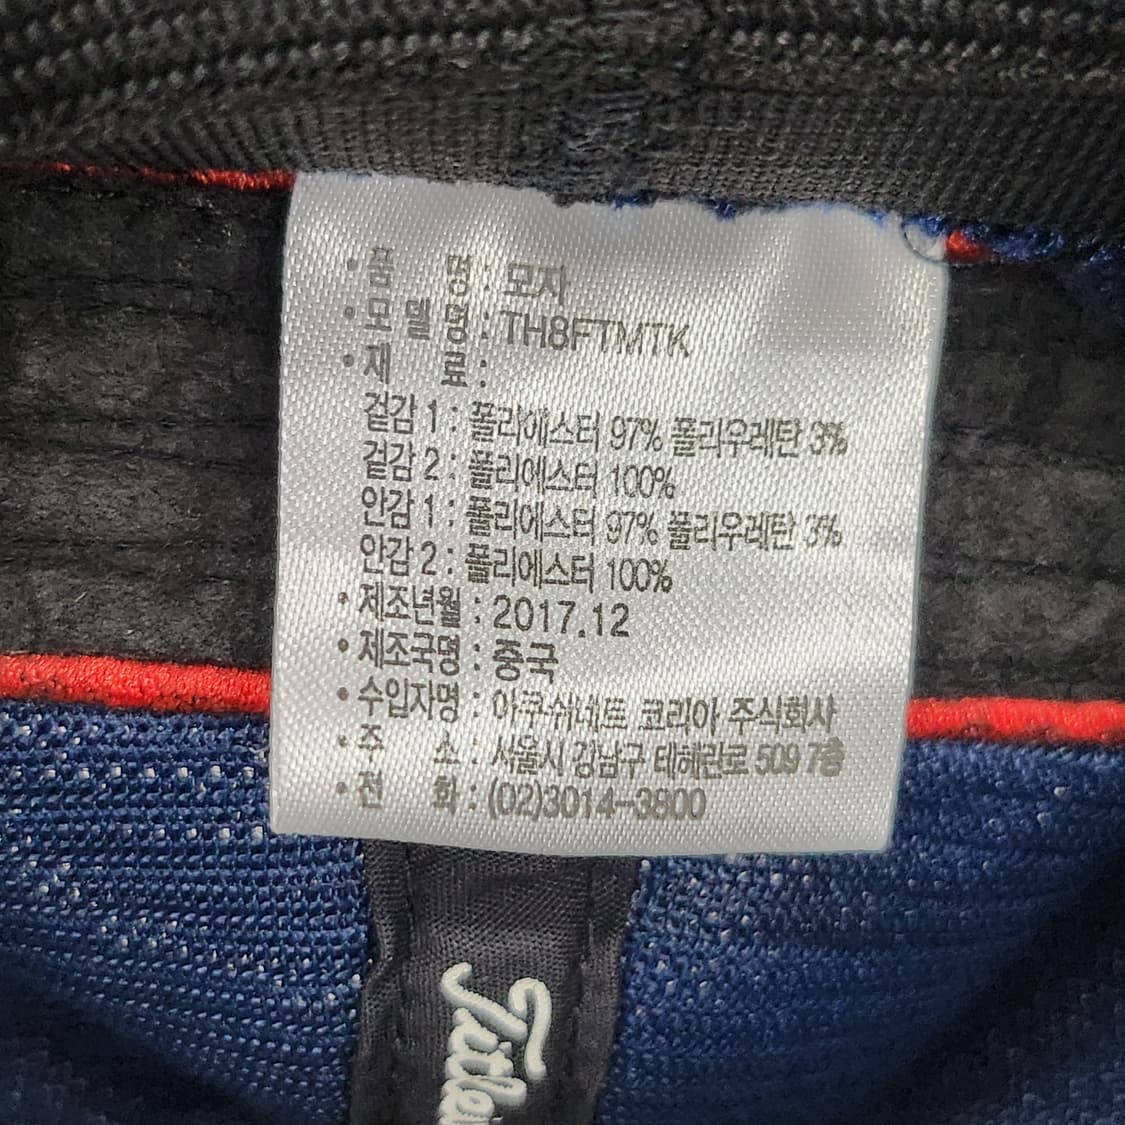 • 품 명 : 모자
• 모 델 명 : TH8FTMTK
• 재 료 :
겉감 1 : 폴리에스터 97% 폴리우레탄 3%
겉감 2 : 폴리에스터 100%
안감 1 : 폴리에스터 97% 폴리우레탄 3%
안감 2 : 폴리에스터 100%
• 제조년월 : 2017.12
• 제조국명 : 중국
• 수입자명 : 아쿠쉬네트 코리아 주식회사
• 주 소 : 서울시 강남구 테헤란로 509 7층
• 전 화 : (02)3014-3800
Titlei